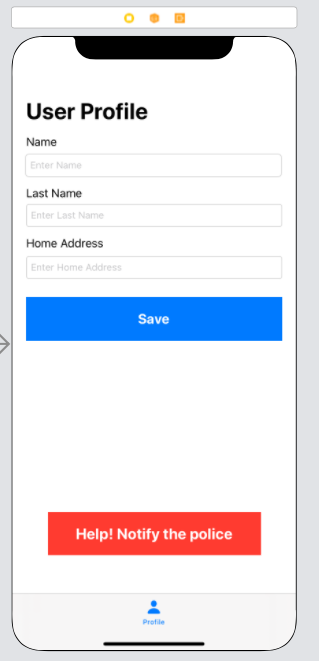 User Profile
Name
Enter Name
Last Name
Enter Last Name
Home Address
Enter Home Address
Save
Help! Notify the police
Profile